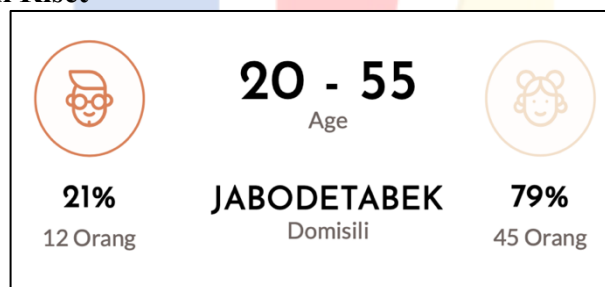 20 - 55
Age
21%
12 Orang
JABODETABEK
Domisili
79%
45 Orang